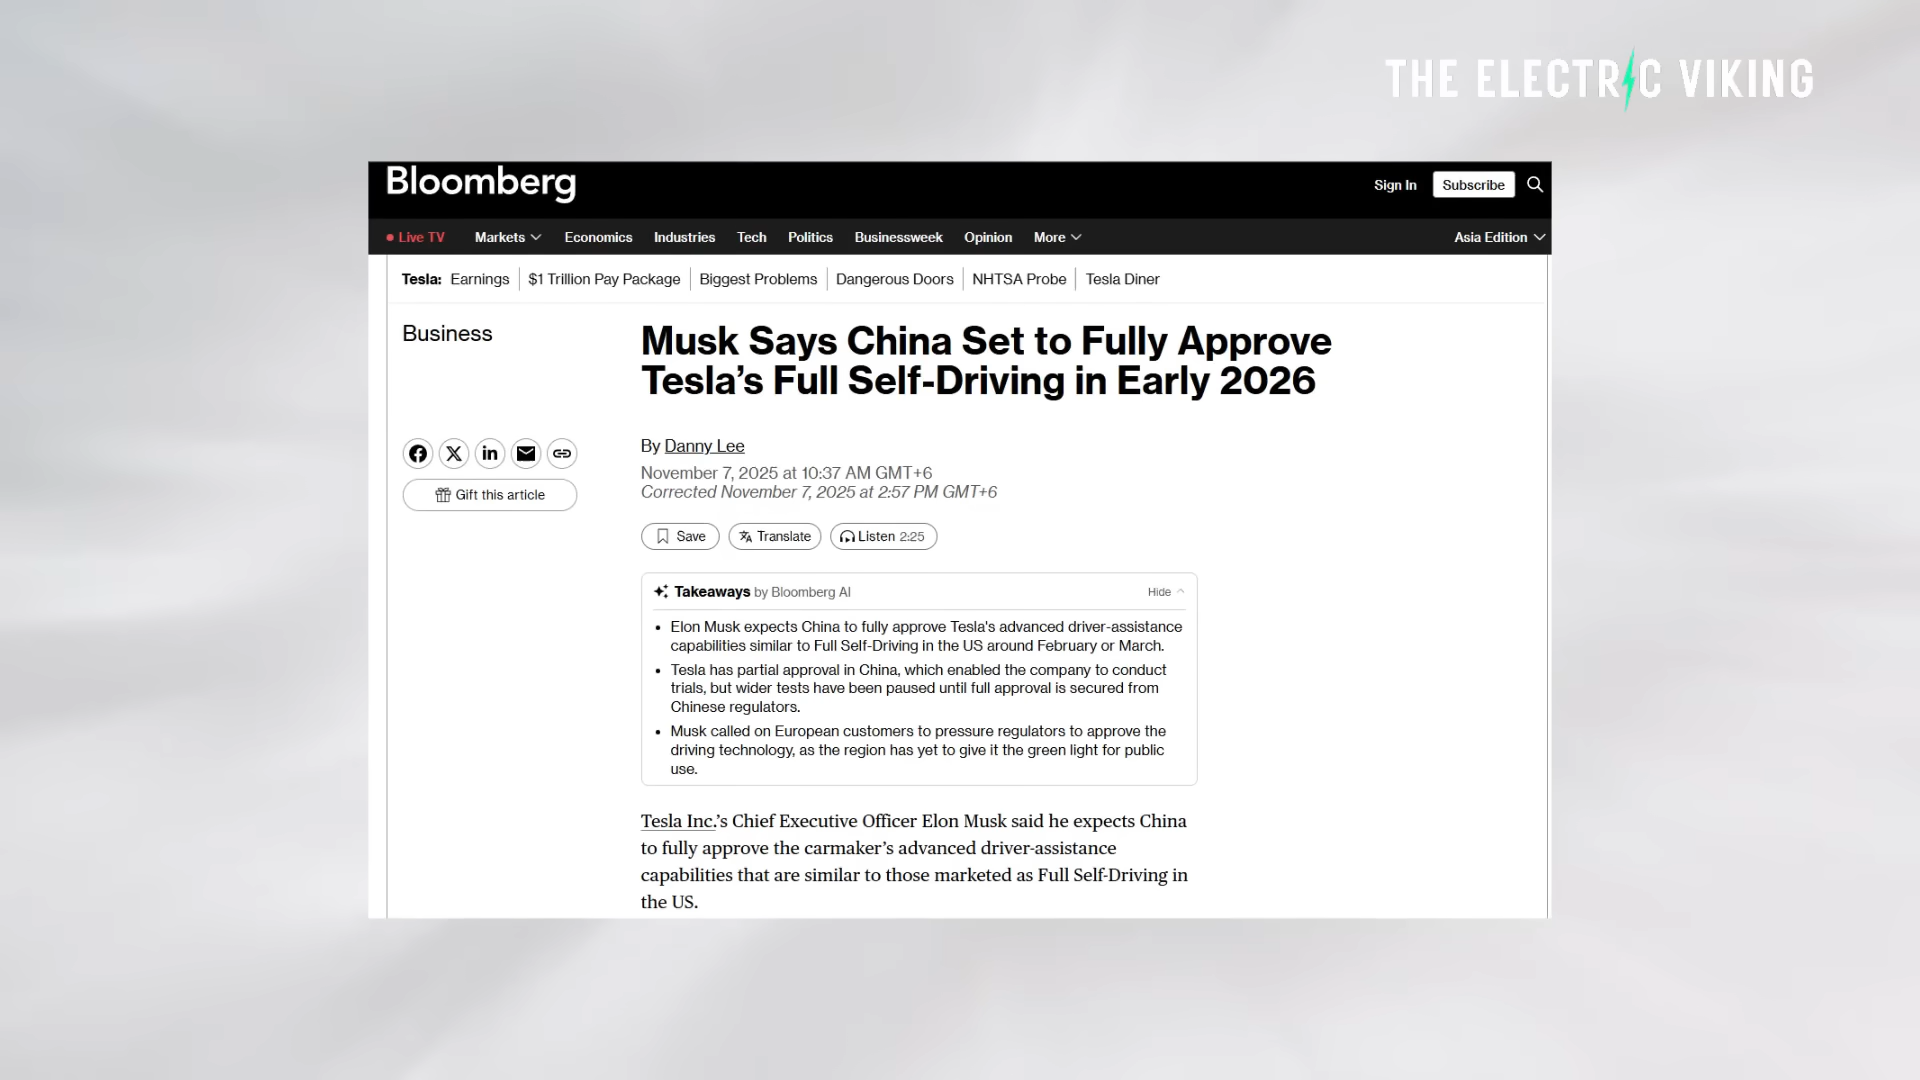 THE ELECTRIC VIKING
Bloomberg
Sign In
Subscribe
Live TV
Markets
Economics
Industries
Tech
Politics
Businessweek
Opinion
More
Asia Edition
Tesla: Earnings
$1 Trillion Pay Package
Biggest Problems
Dangerous Doors
NHTSA Probe
Tesla Diner
Business
Musk Says China Set to Fully Approve
Tesla's Full Self-Driving in Early 2026
By Danny Lee
November 7, 2025 at 10:37 AM GMT+6
Corrected November 7, 2025 at 2:57 PM GMT+6
Gift this article
Save
Translate
Listen 2:25
Takeaways by Bloomberg AI
Hide
• Elon Musk expects China to fully approve Tesla's advanced driver-assistance
capabilities similar to Full Self-Driving in the US around February or March.
• Tesla has partial approval in China, which enabled the company to conduct
trials, but wider tests have been paused until full approval is secured from
Chinese regulators.
• Musk called on European customers to pressure regulators to approve the
driving technology, as the region has yet to give it the green light for public
use.
Tesla Inc.’s Chief Executive Officer Elon Musk said he expects China
to fully approve the carmaker’s advanced driver-assistance
capabilities that are similar to those marketed as Full Self-Driving in
the US.